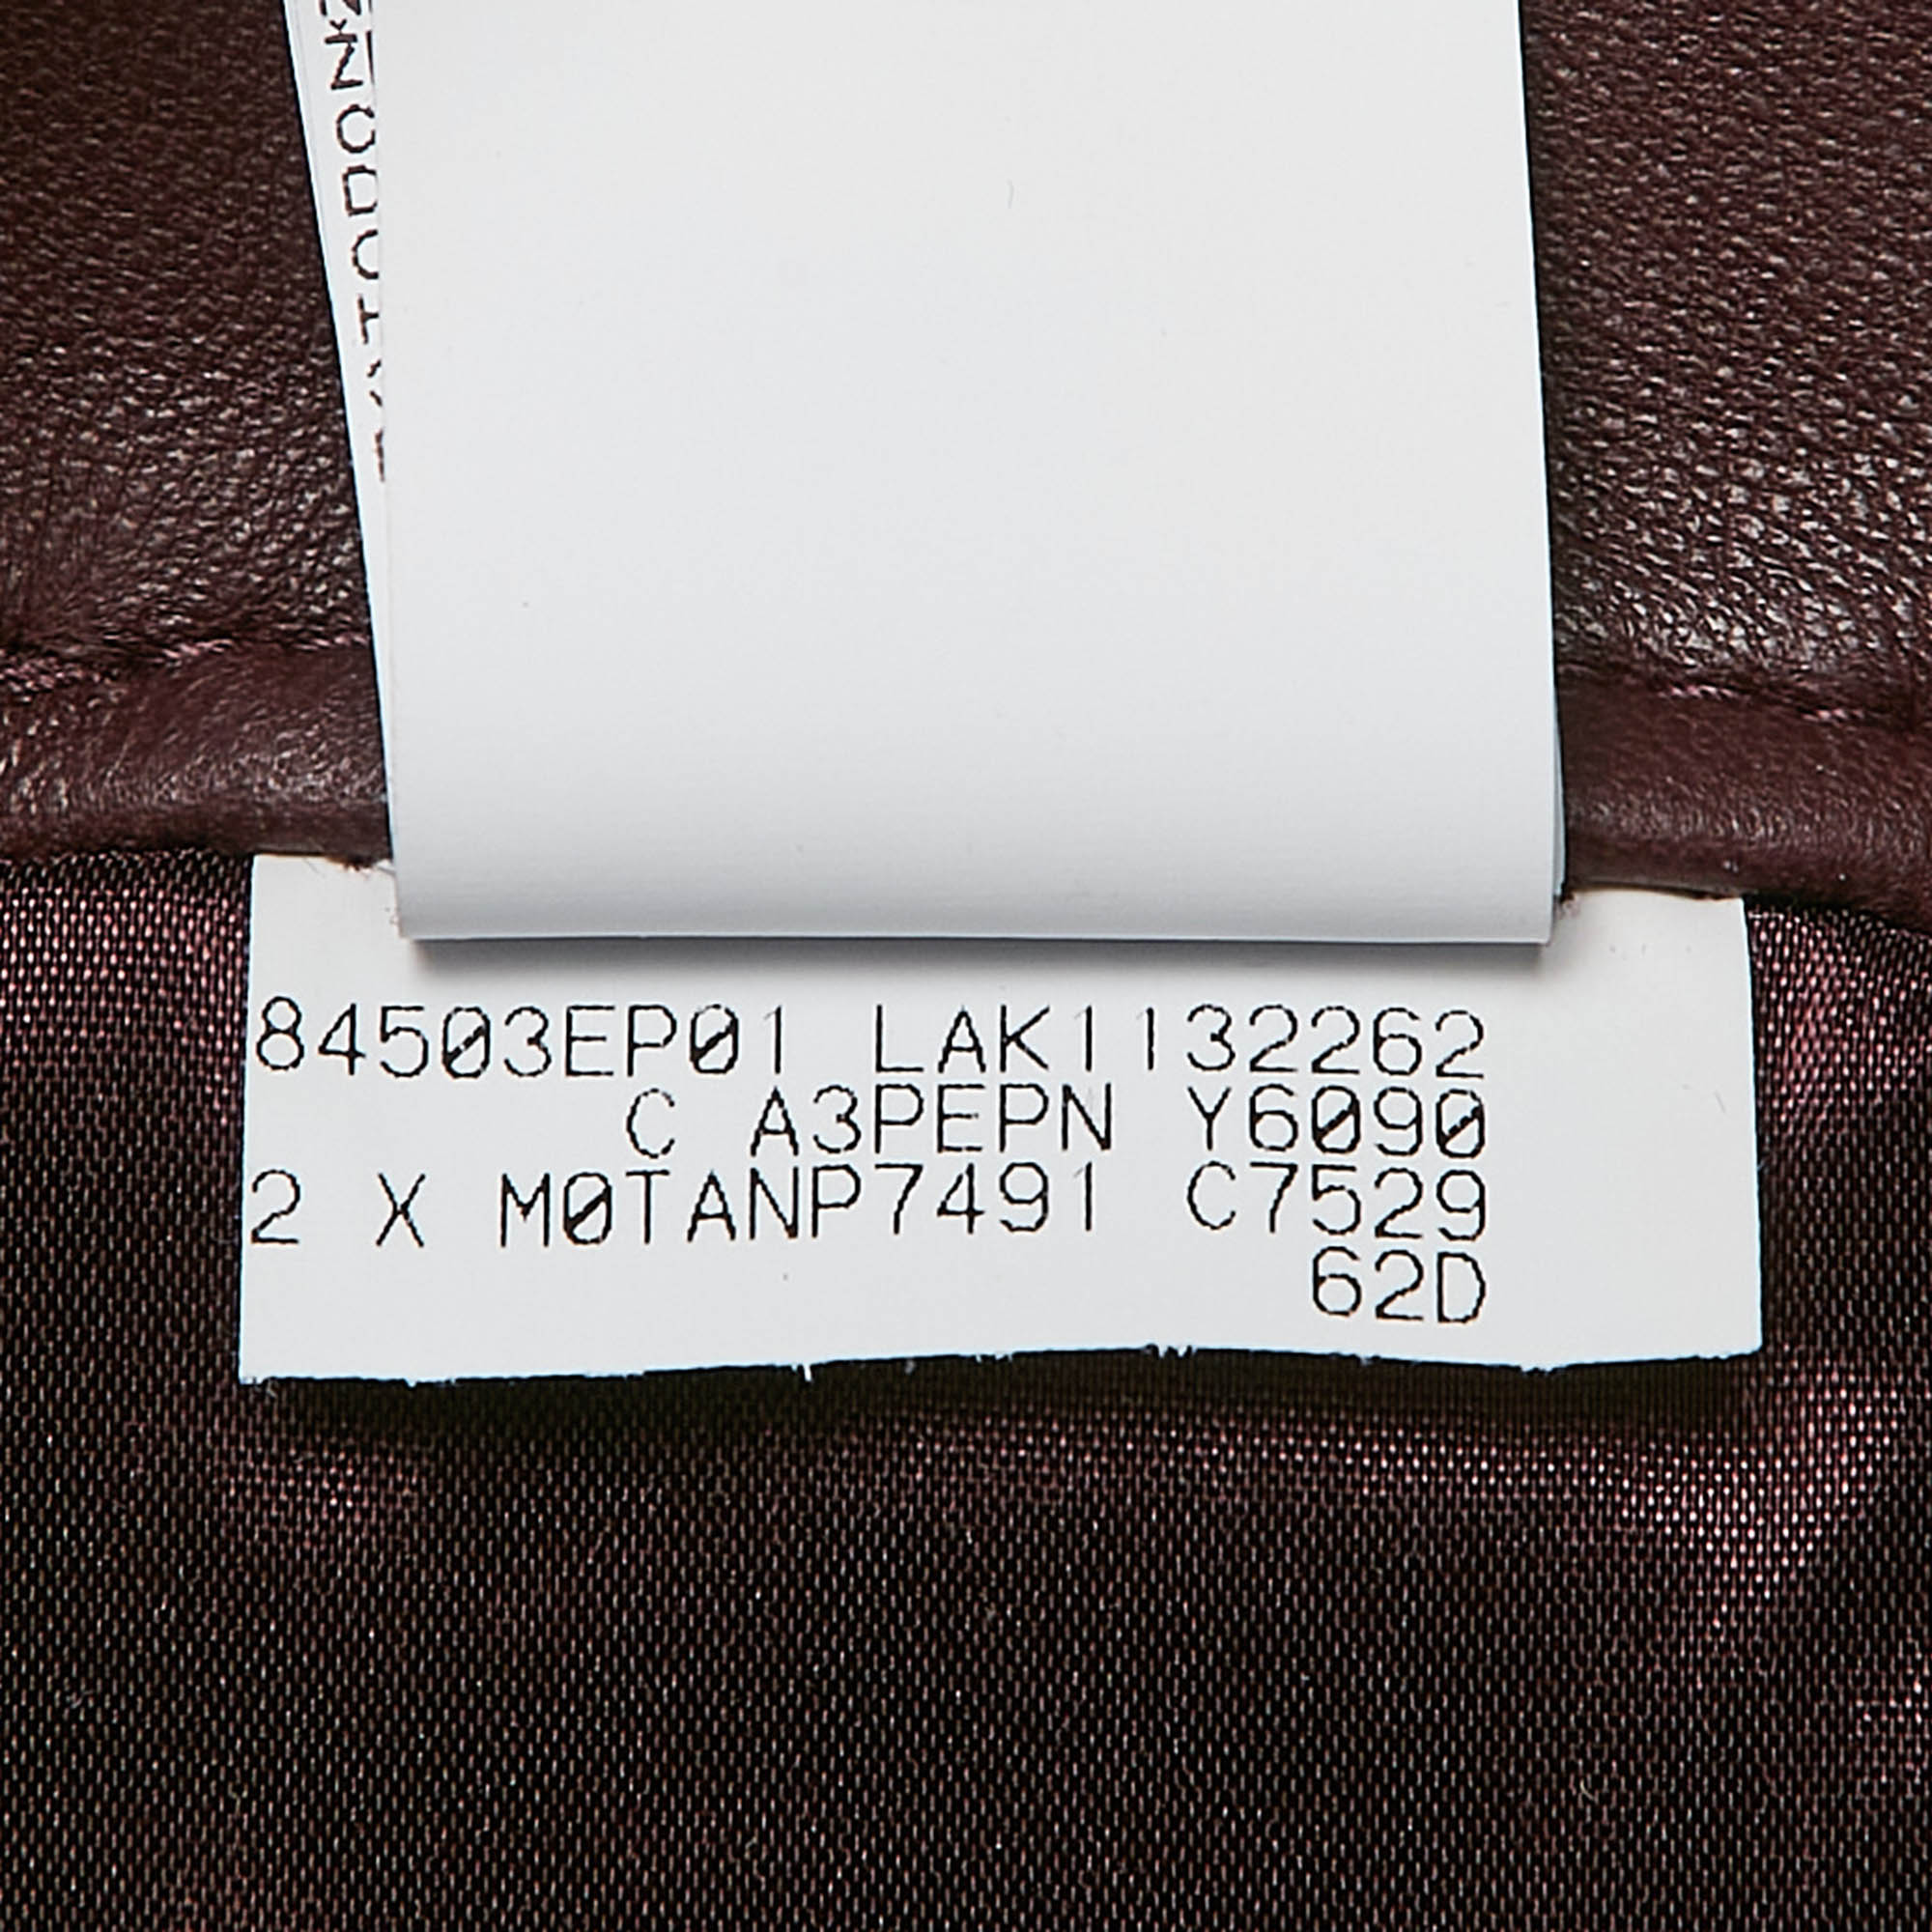 84503EP01 LAK1132262
C A3PEPN Y6090
2 X M0TANP7491 C7529
62D